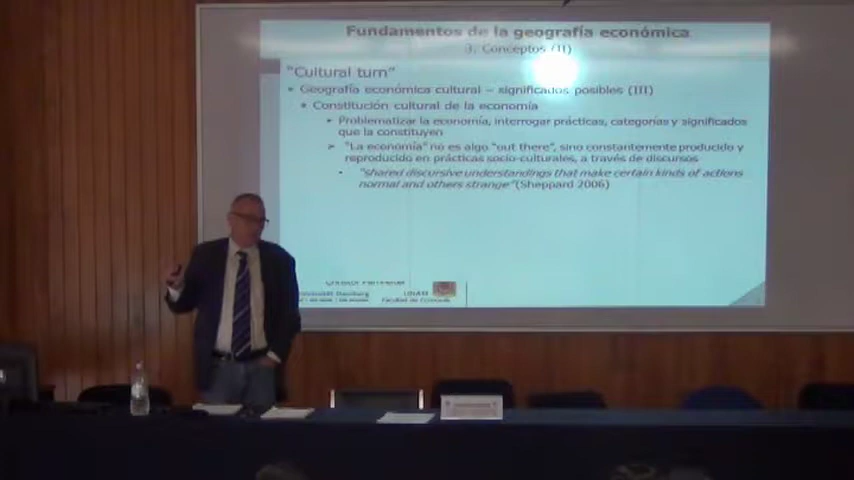 Fundamentos de la geografía económica
3. Conceptos (II)
"Cultural turn"
Geografía económica cultural – significados posibles (III)
Constitución cultural de la economía
Problematizar la economía, interrogar prácticas, categorías y significados
que la constituyen
"La economía" no es algo "out there", sino constantemente producido y
reproducido en prácticas socio-culturales, a través de discursos
"shared discursive understandings that make certain kinds of actions
normal and others strange" (Sheppard 2006)
Facultad de Economía